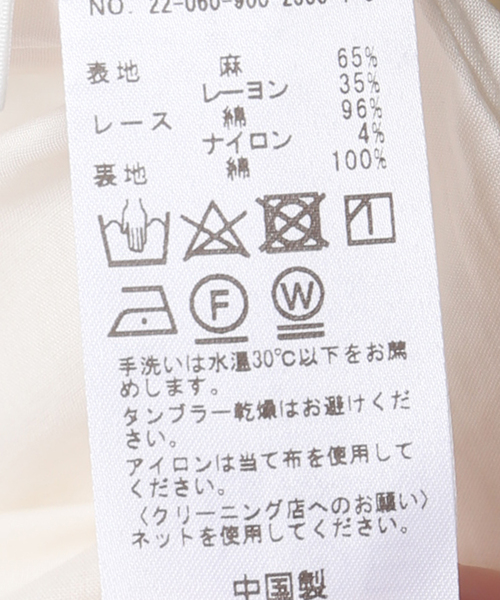 NO. 22-060-900
表地 麻 65%
レーヨン 35%
レース 綿 96%
ナイロン 4%
裏地 綿 100%
F W
手洗いは水温30℃以下をお薦
めします。
タンブラー乾燥はお避けくだ
さい。
アイロンは当て布を使用して
ください。
〈クリーニング店へのお願い〉
ネットを使用してください。
中国製